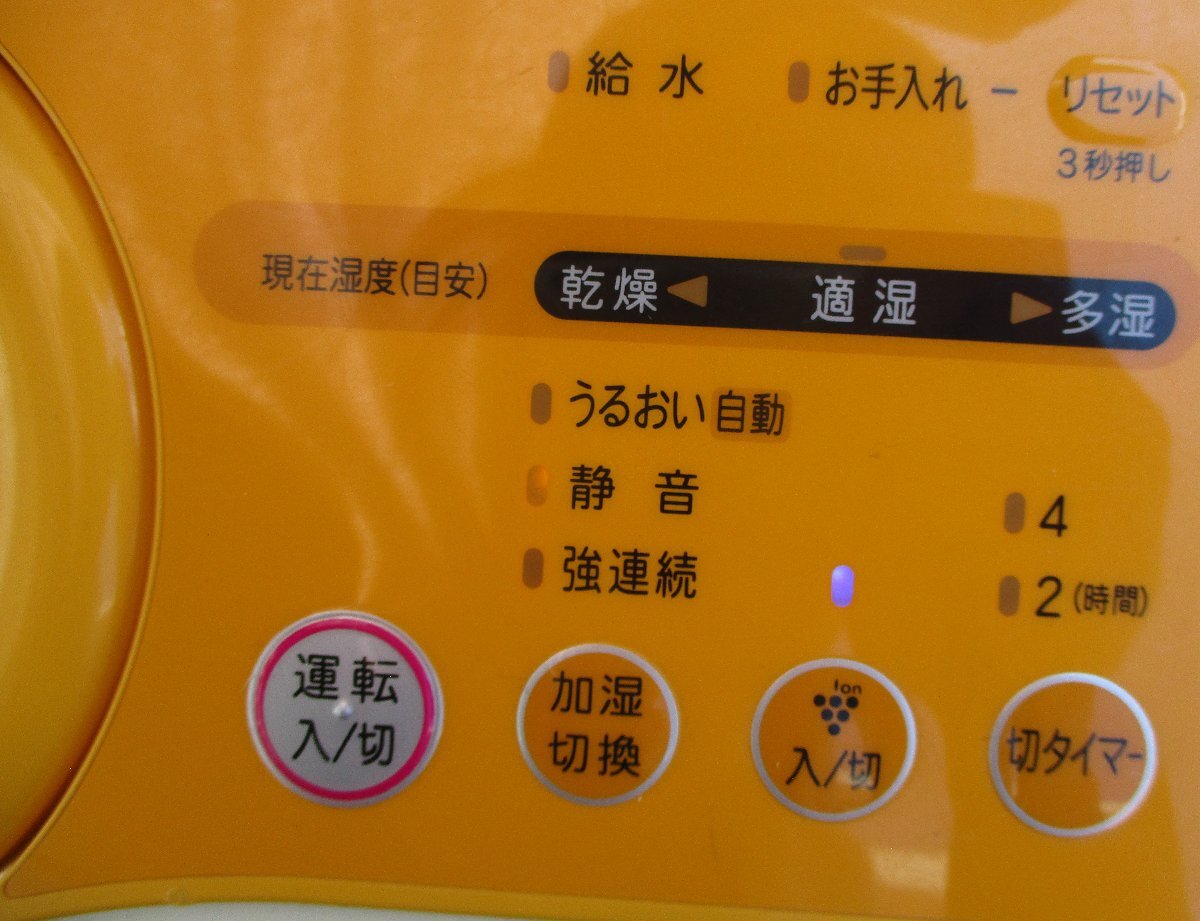 給水
お手入れ － リセット
3秒押し
現在湿度(目安)
乾燥 ◀ 適湿 ▶ 多湿
うるおい自動
静音
4
強連続
2(時間)
運転
入/切
加湿
切換
Ion
入/切
切タイマー